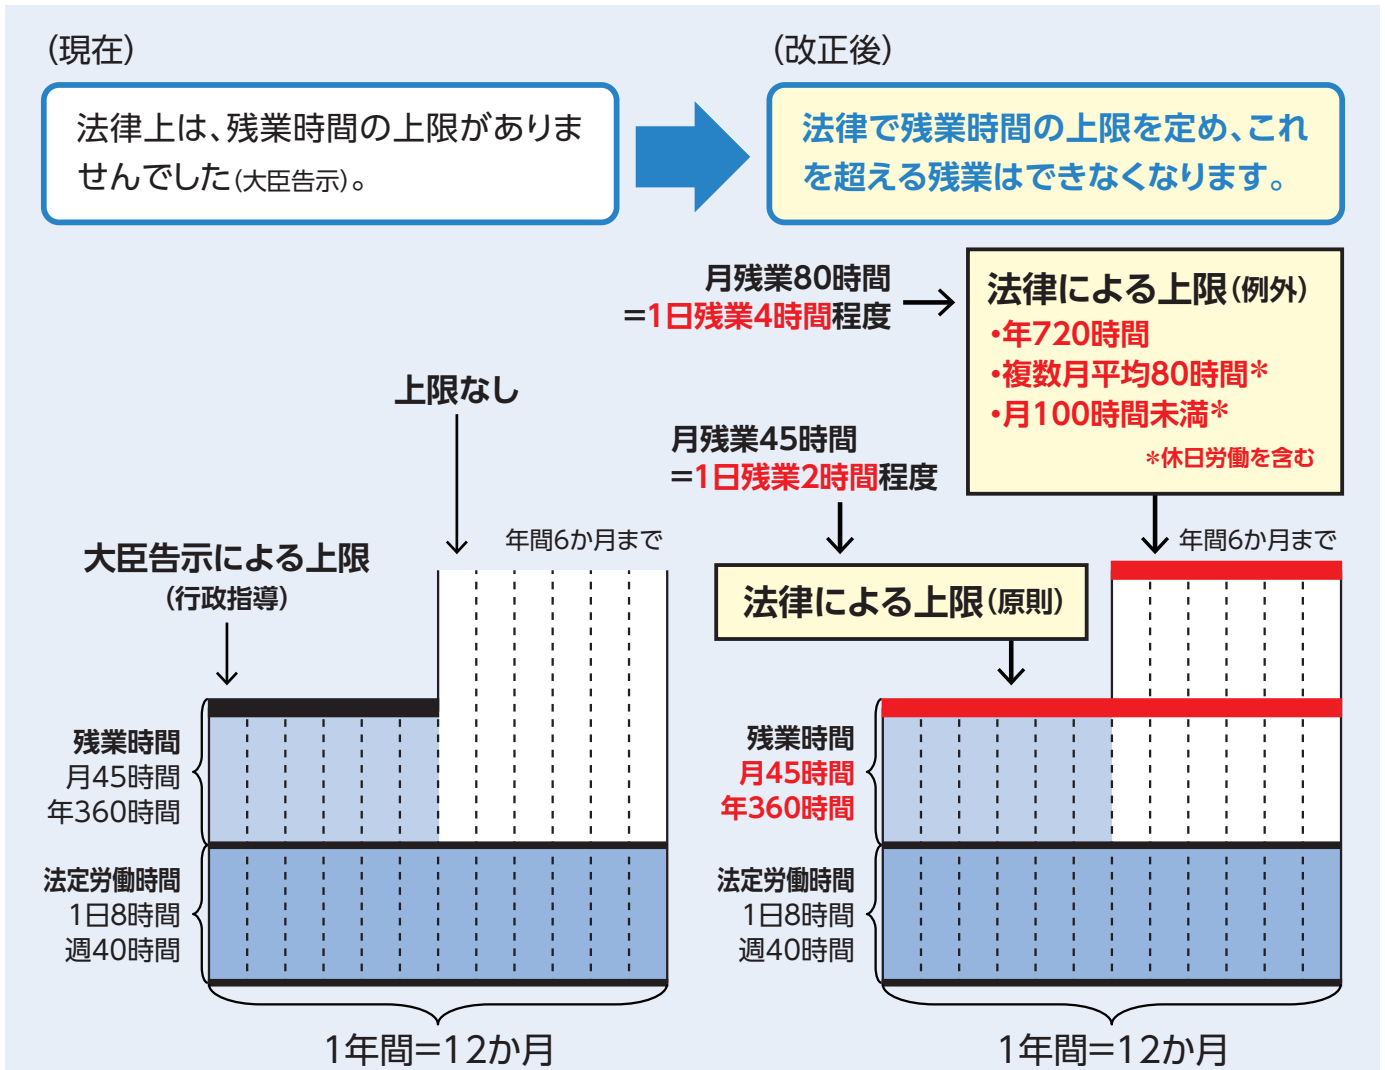 （現在）
法律上は、残業時間の上限がありま
せんでした（大臣告示）。
（改正後）
法律で残業時間の上限を定め、これ
を超える残業はできなくなります。
月残業80時間
＝1日残業4時間程度
法律による上限（例外）
・年720時間
・複数月平均80時間＊
・月100時間未満＊
＊休日労働を含む
上限なし
月残業45時間
＝1日残業2時間程度
大臣告示による上限
（行政指導）
年間6か月まで
法律による上限（原則）
年間6か月まで
残業時間
月45時間
年360時間
法定労働時間
1日8時間
週40時間
1年間＝12か月
残業時間
月45時間
年360時間
法定労働時間
1日8時間
週40時間
1年間＝12か月